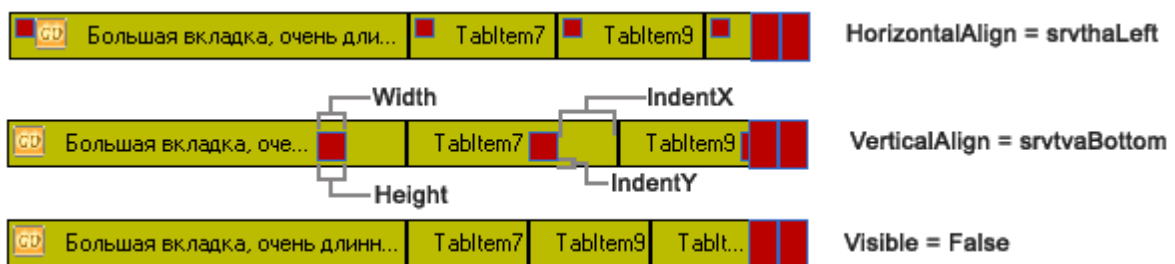 GD Большая вкладка, очень дли... TabItem7 TabItem9 HorizontalAlign = srvthaLeft
Width IndentX
GD Большая вкладка, оче... TabItem7 TabItem9 VerticalAlign = srvtvaBottom
Height IndentY
GD Большая вкладка, очень длинн... TabItem7 TabItem9 TabIt... Visible = False